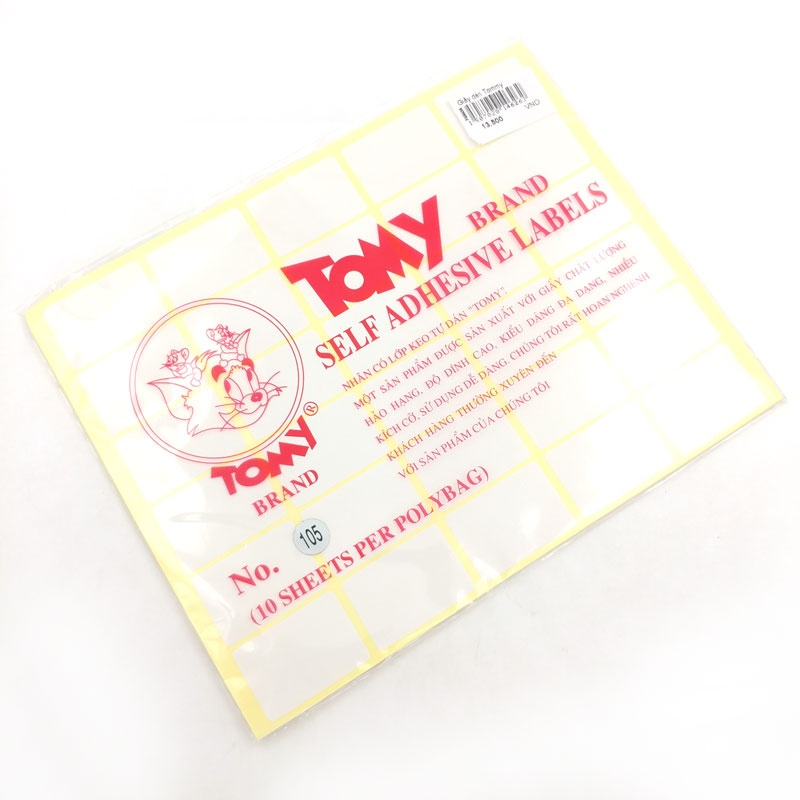 Giấy dán Tommy
13,500
VND
TOMY BRAND
SELF ADHESIVE LABELS
NHÃN CÓ LỚP KEO TỰ DÁN "TOMY".
MỘT SẢN PHẨM ĐƯỢC SẢN XUẤT VỚI GIẤY CHẤT LƯỢNG
HẢO HẠNG, ĐỘ DÍNH CAO, KIỂU DÁNG ĐA DẠNG, NHIỀU
KÍCH CỠ, SỬ DỤNG DỄ DÀNG. CHÚNG TÔI RẤT HOAN NGHÊNH
KHÁCH HÀNG THƯỜNG XUYÊN ĐẾN
VỚI SẢN PHẨM CỦA CHÚNG TÔI
TOMY®
BRAND
No. 105
(10 SHEETS PER POLYBAG)